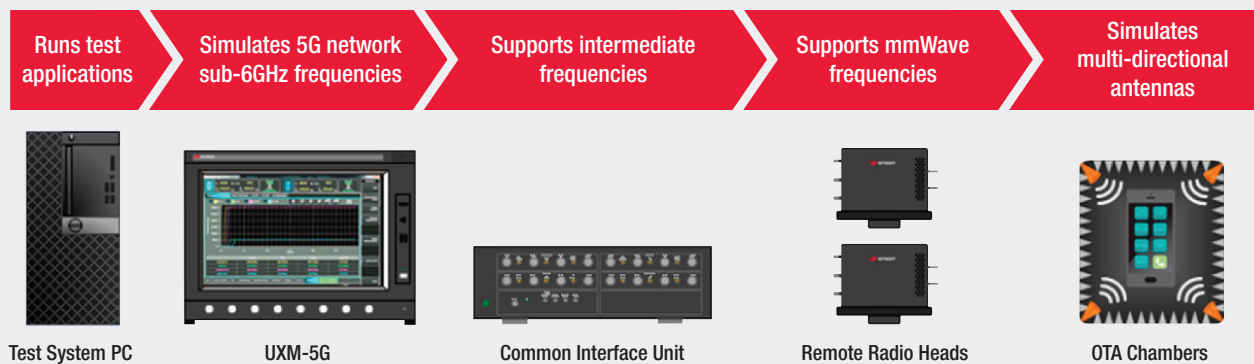 Runs test
applications
Simulates 5G network
sub-6GHz frequencies
Supports intermediate
frequencies
Supports mmWave
frequencies
Simulates
multi-directional
antennas
Test System PC
UXM-5G
Common Interface Unit
Remote Radio Heads
OTA Chambers